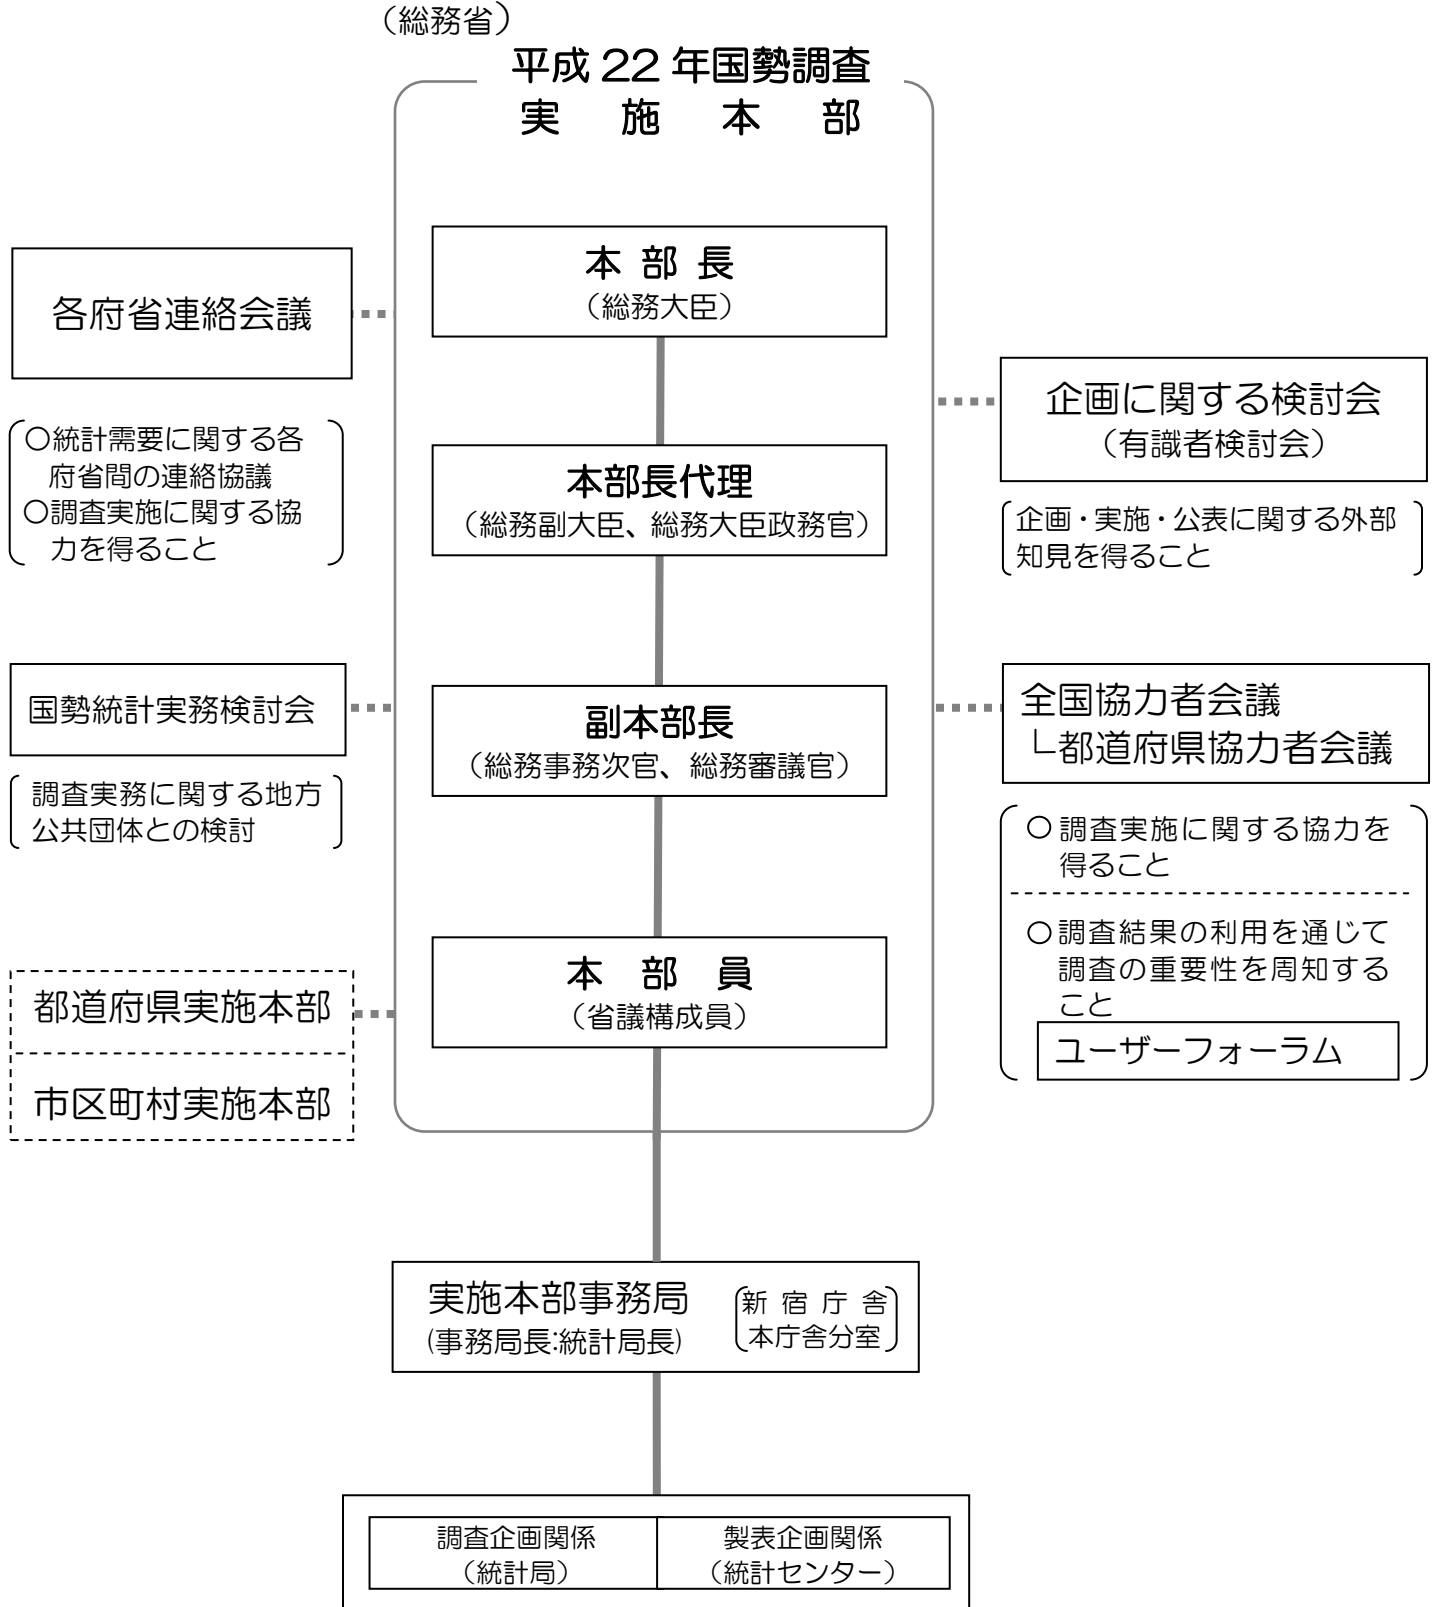 （総務省）
平成22年国勢調査
実施本部
本部長
（総務大臣）
各府省連絡会議
○統計需要に関する各
府省間の連絡協議
○調査実施に関する協
力を得ること
本部長代理
（総務副大臣、総務大臣政務官）
企画に関する検討会
（有識者検討会）
企画・実施・公表に関する外部
知見を得ること
国勢統計実務検討会
調査実務に関する地方
公共団体との検討
副本部長
（総務事務次官、総務審議官）
全国協力者会議
└都道府県協力者会議
○調査実施に関する協力を
得ること
○調査結果の利用を通じて
調査の重要性を周知する
こと
ユーザーフォーラム
都道府県実施本部
市区町村実施本部
本部員
（省議構成員）
実施本部事務局
(事務局長:統計局長)
新宿庁舎
本庁舎分室
調査企画関係
（統計局）
製表企画関係
（統計センター）